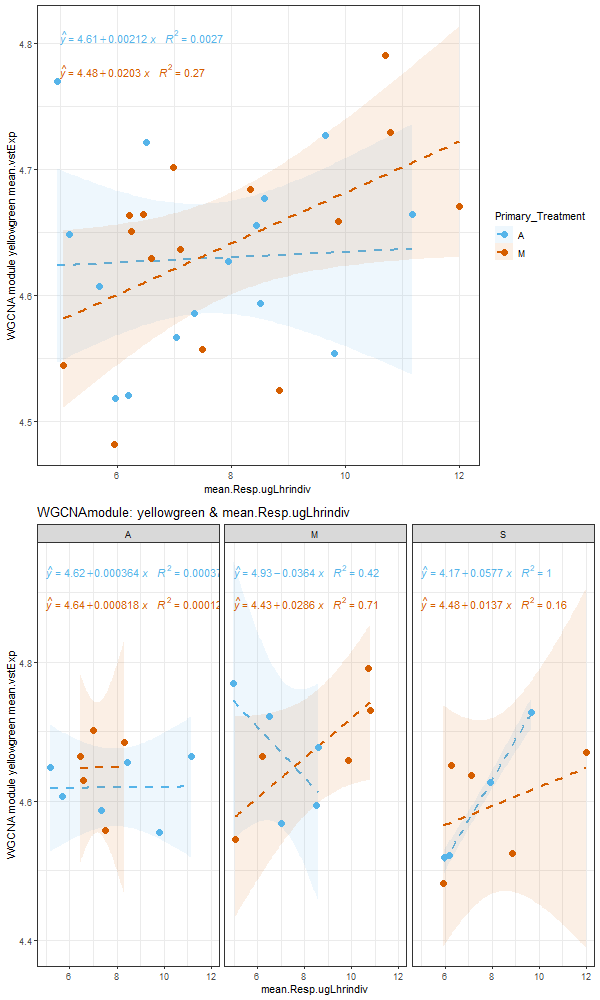 ŷ = 4.61 + 0.00212 x R² = 0.0027
ŷ = 4.48 + 0.0203 x R² = 0.27
4.8
4.7
4.6
4.5
WGCNA module yellowgreen mean.vstExp
6 8 10 12
mean.Resp.ugLhrindiv
Primary_Treatment
A
M
WGCNAmodule: yellowgreen & mean.Resp.ugLhrindiv
A M S
ŷ = 4.62 + 0.000364 x R² = 0.00037 ŷ = 4.93 − 0.0364 x R² = 0.42 ŷ = 4.17 + 0.0577 x R² = 1
ŷ = 4.64 + 0.000818 x R² = 0.00012 ŷ = 4.43 + 0.0286 x R² = 0.71 ŷ = 4.48 + 0.0137 x R² = 0.16
4.8
4.6
4.4
WGCNA module yellowgreen mean.vstExp
6 8 10 12 6 8 10 12 6 8 10 12
mean.Resp.ugLhrindiv